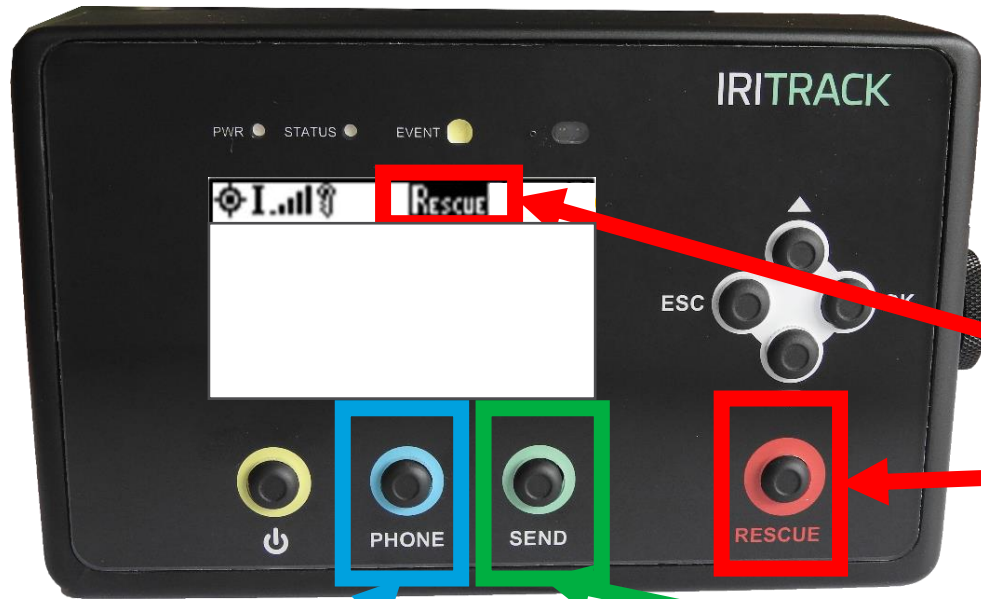 IRITRACK
PWR STATUS EVENT
I RESCUE
ESC
PHONE SEND RESCUE